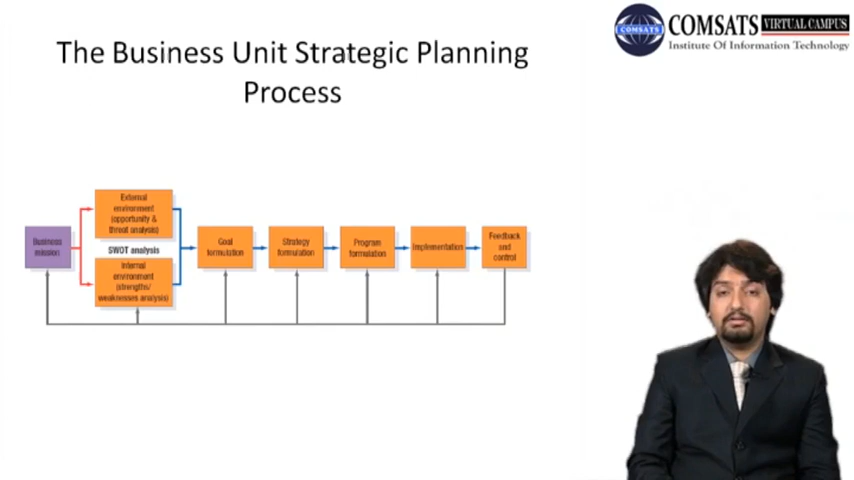 COMSATS
COMSATS VIRTUAL CAMPUS
Institute Of Information Technology
The Business Unit Strategic Planning
Process
Business
mission
External
environment
(opportunity &
threat analysis)
SWOT analysis
Internal
environment
(strengths/
weaknesses analysis)
Goal
formulation
Strategy
formulation
Program
formulation
Implementation
Feedback
and
control